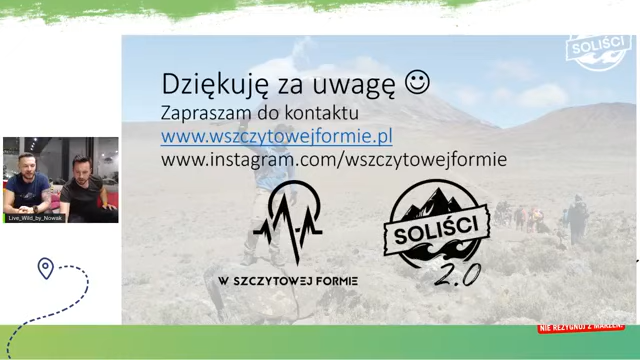 SOLIŚCI
Dziękuję za uwagę ☺
Zapraszam do kontaktu
www.wszczytowejformie.pl
www.instagram.com/wszczytowejformie
Live_Wild_by_Nowak
SOLIŚCI
2.0
W SZCZYTOWEJ FORMIE
NIE REZYGNUJ Z MARZEŃ!